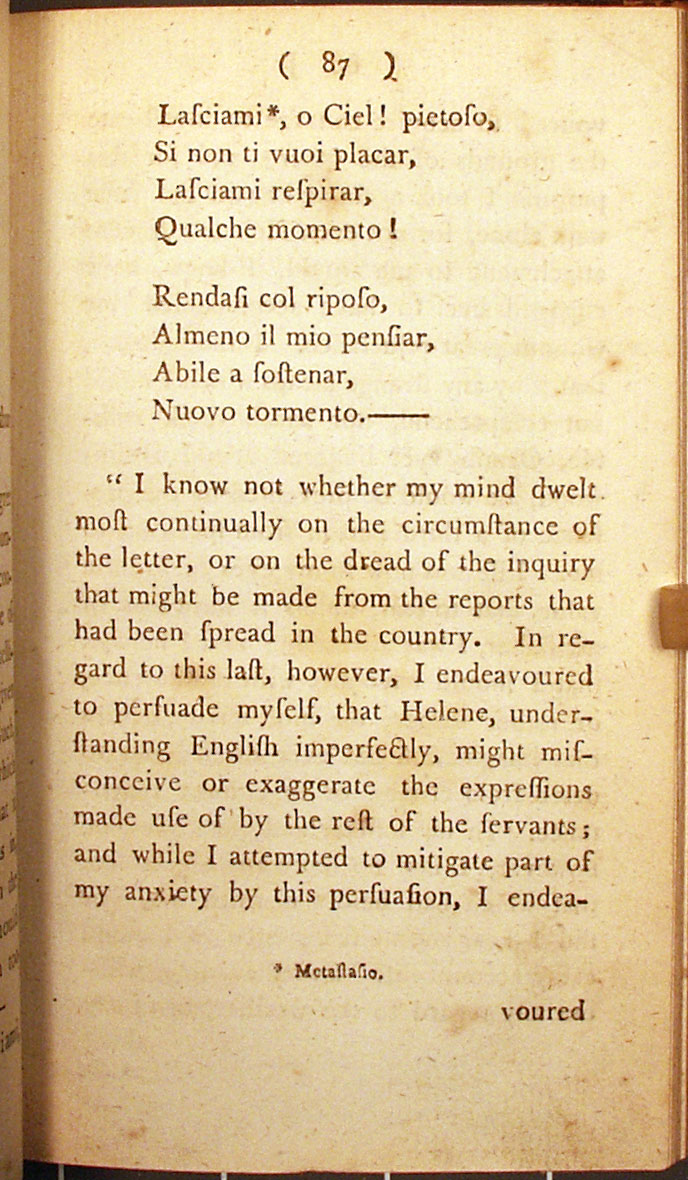 ( 87 )
Laſciami*, o Ciel! pietoſo,
Si non ti vuoi placar,
Laſciami reſpirar,
Qualche momento!
Rendaſi col ripoſo,
Almeno il mio penſiar,
Abile a ſoſtenar,
Nuovo tormento.——
“ I know not whether my mind dwelt
moſt continually on the circumſtance of
the letter, or on the dread of the inquiry
that might be made from the reports that
had been ſpread in the country. In re-
gard to this laſt, however, I endeavoured
to perſuade myſelf, that Helene, under-
ſtanding Engliſh imperfectly, might miſ-
conceive or exaggerate the expreſſions
made uſe of by the reſt of the ſervants;
and while I attempted to mitigate part of
my anxiety by this perſuaſion, I endea-
* Metaſtaſio.
voured